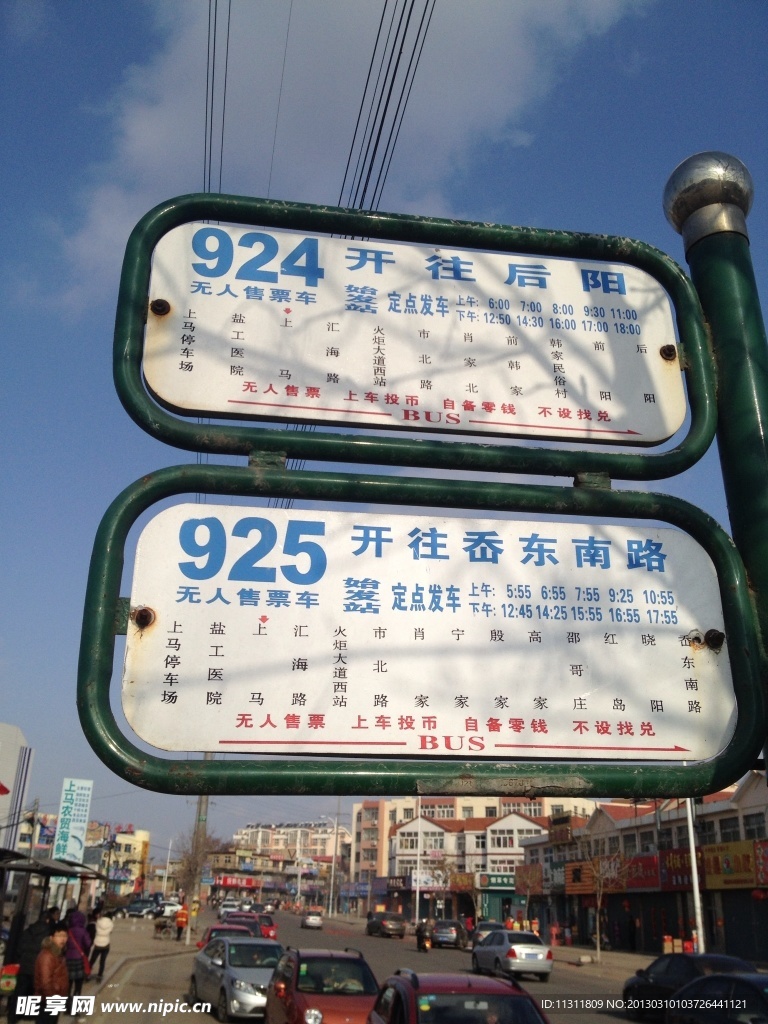 924 开往后阳
无人售票车 始发站 定点发车 上午: 6:00 7:00 8:00 9:30 11:00
下午: 12:50 14:30 16:00 17:00 18:00
上马停车场
盐工医院
上马
汇海路
火炬大道西站
市北路
肖家北
前韩家
韩家民俗村
前阳
后阳
无人售票 上车投币 自备零钱 不设找兑
BUS
925 开往岙东南路
无人售票车 始发站 定点发车 上午: 5:55 6:55 7:55 9:25 10:55
下午: 12:45 14:25 15:55 16:55 17:55
上马停车场
盐工医院
上马
汇海路
火炬大道西站
市北路
肖家
宁家
殷家
高家
邵哥庄
红岛
晓阳
岙东南路
无人售票 上车投币 自备零钱 不设找兑
BUS
上马农贸海鲜
昵享网 www.nipic.cn
ID:11311809 NO:20130310103726441121